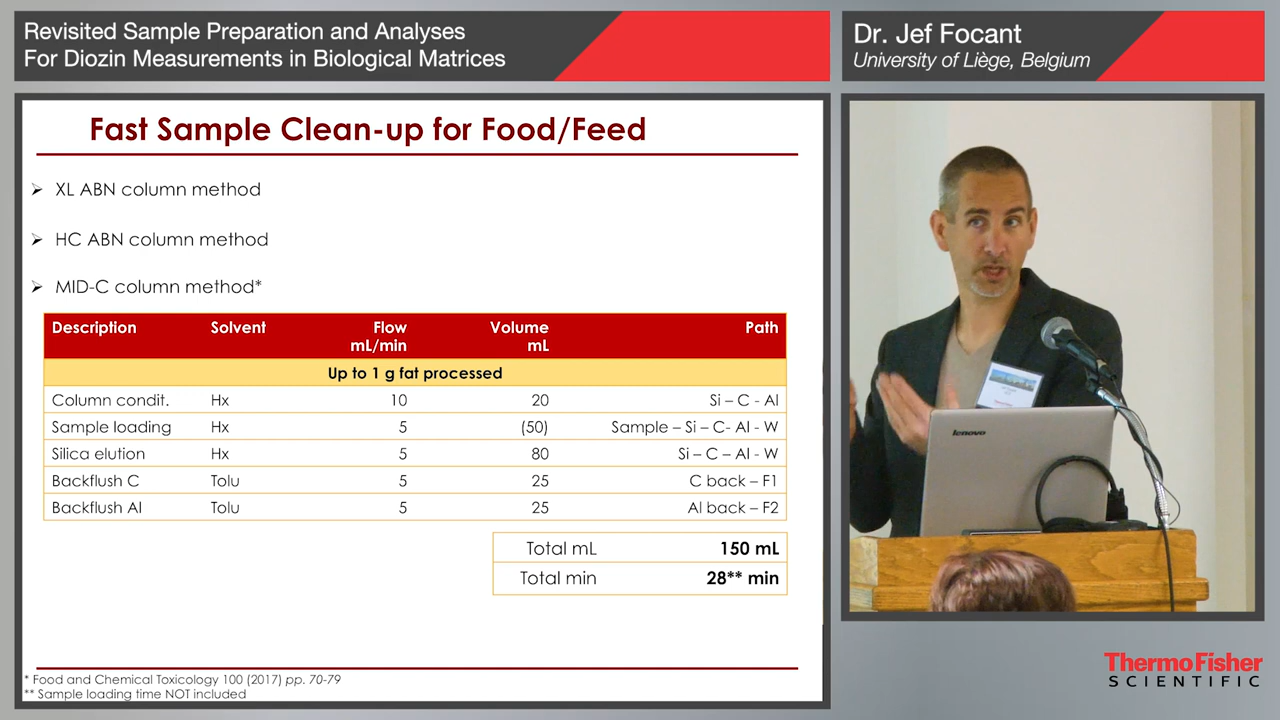 Revisited Sample Preparation and Analyses
For Diozin Measurements in Biological Matrices
Dr. Jef Focant
University of Liège, Belgium
Fast Sample Clean-up for Food/Feed
➢ XL ABN column method
➢ HC ABN column method
➢ MID-C column method*
Description Solvent Flow mL/min Volume mL Path
Up to 1 g fat processed
Column condit. Hx 10 20 Si – C - Al
Sample loading Hx 5 (50) Sample – Si – C- Al - W
Silica elution Hx 5 80 Si – C – Al - W
Backflush C Tolu 5 25 C back – F1
Backflush Al Tolu 5 25 Al back – F2
Total mL 150 mL
Total min 28** min
* Food and Chemical Toxicology 100 (2017) pp. 70-79
** Sample loading time NOT included
lenovo
ThermoFisher
SCIENTIFIC